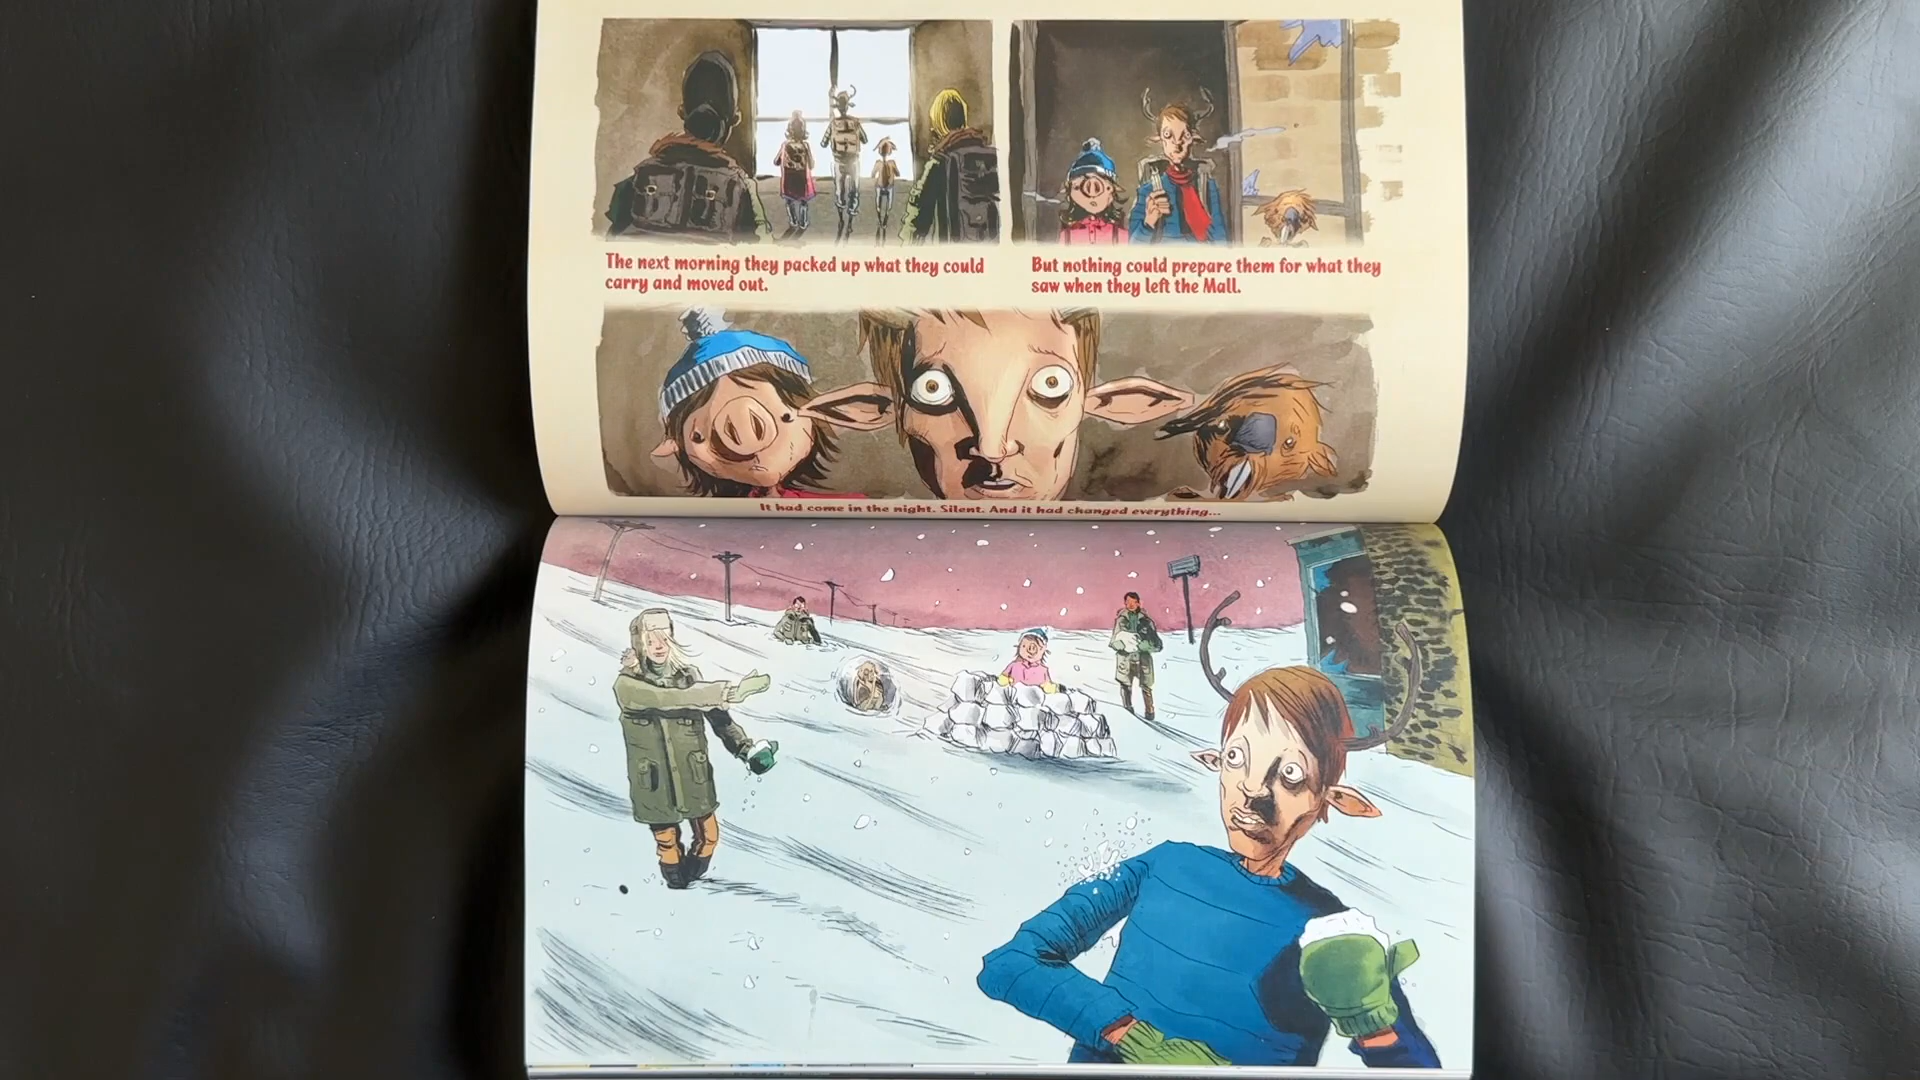 The next morning they packed up what they could
carry and moved out.
But nothing could prepare them for what they
saw when they left the Mall.
It had come in the night. Silent. And it had changed everything...